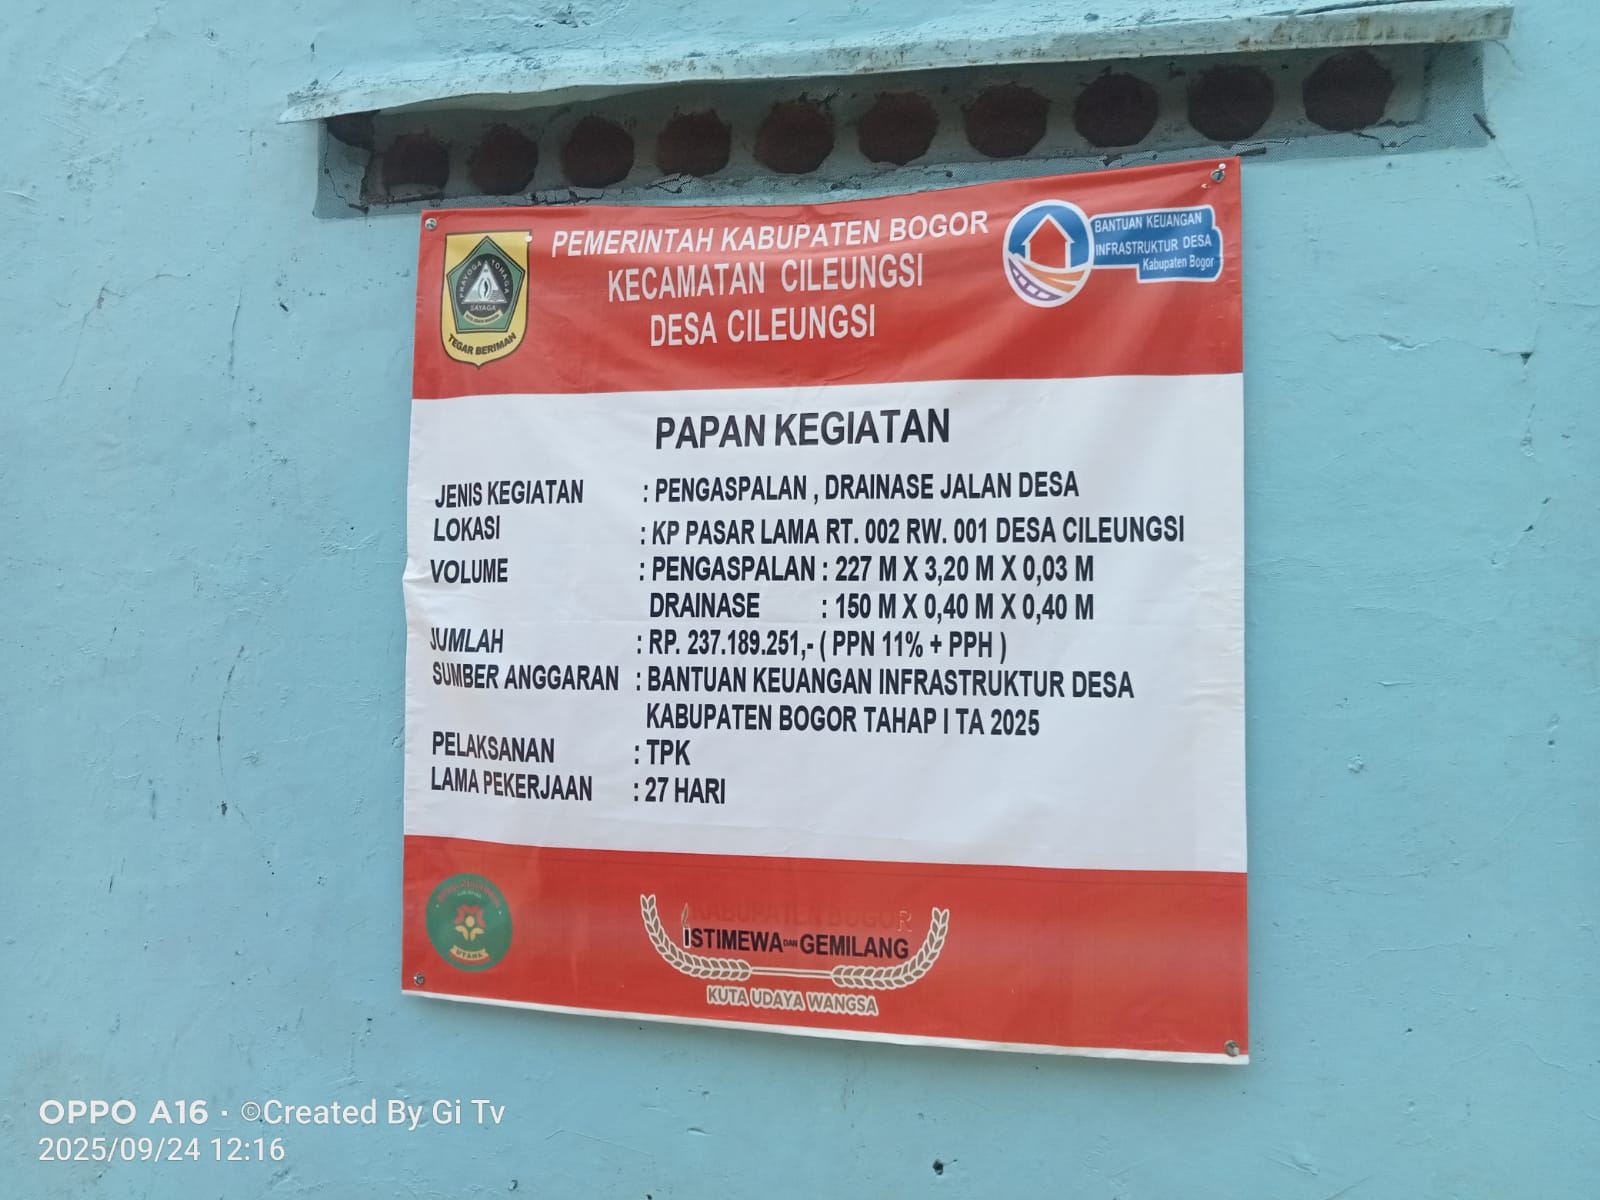 PEMERINTAH KABUPATEN BOGOR
KECAMATAN CILEUNGSI
DESA CILEUNGSI
PRAYOGA TOHAGA
SAYAGA
TEGAR BERIMAN
BANTUAN KEUANGAN
INFRASTRUKTUR DESA
Kabupaten Bogor
PAPAN KEGIATAN
JENIS KEGIATAN : PENGASPALAN , DRAINASE JALAN DESA
LOKASI : KP PASAR LAMA RT. 002 RW. 001 DESA CILEUNGSI
VOLUME : PENGASPALAN : 227 M X 3,20 M X 0,03 M
DRAINASE : 150 M X 0,40 M X 0,40 M
JUMLAH : RP. 237.189.251,- ( PPN 11% + PPH )
SUMBER ANGGARAN : BANTUAN KEUANGAN INFRASTRUKTUR DESA
KABUPATEN BOGOR TAHAP I TA 2025
PELAKSANAN : TPK
LAMA PEKERJAAN : 27 HARI
UTAMA
KABUPATEN BOGOR
ISTIMEWA DAN GEMILANG
KUTA UDAYA WANGSA
OPPO A16 · ©Created By Gi Tv
2025/09/24 12:16